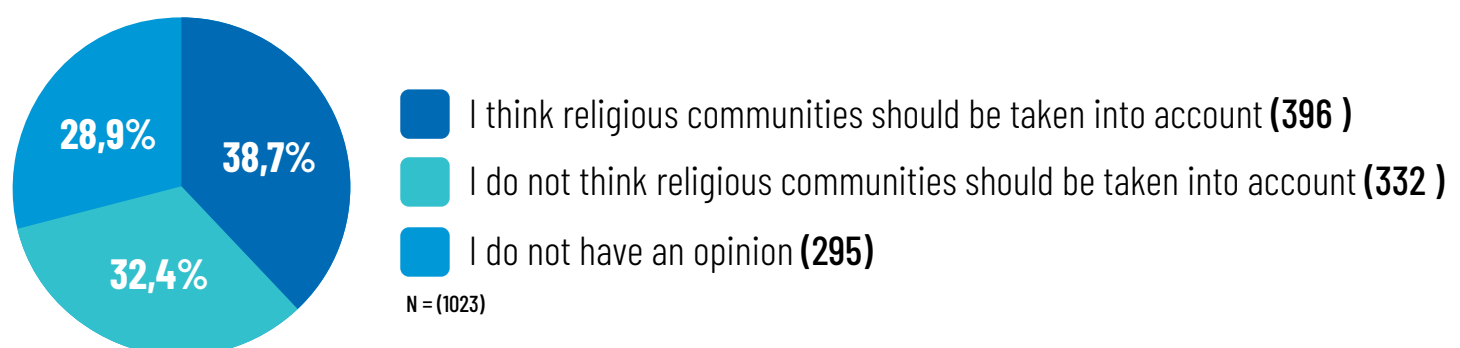 28,9%
38,7%
32,4%
I think religious communities should be taken into account (396 )
I do not think religious communities should be taken into account (332 )
I do not have an opinion (295)
N = (1023)